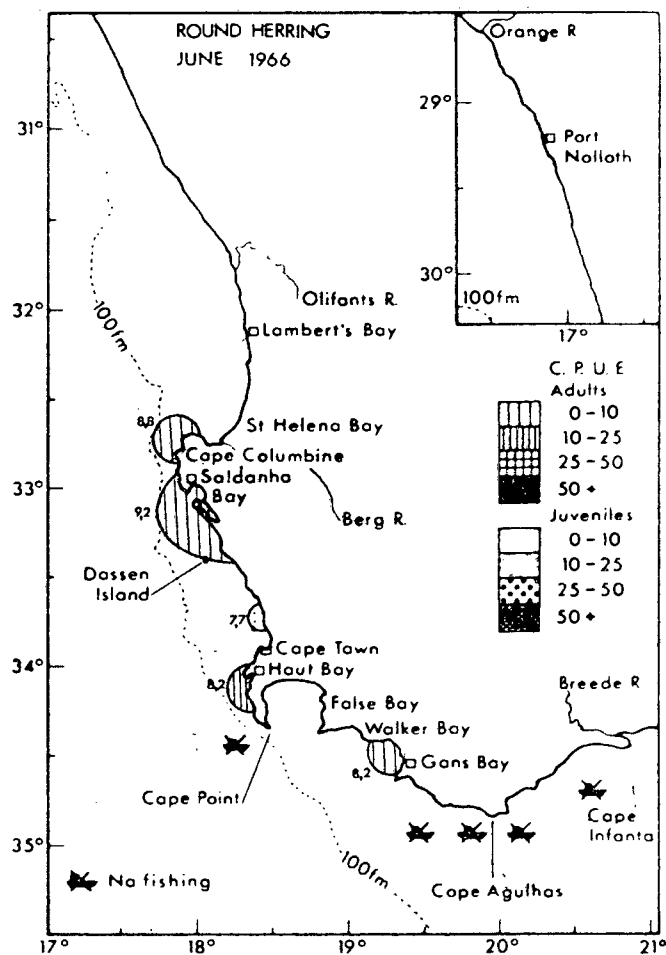 ROUND HERRING
JUNE 1966
Orange R
29°
Port
Nolloth
30°
100fm
17°
31°
32°
33°
34°
35°
Olifants R.
100fm
Lambert's Bay
C. P. U. E
Adults
0-10
10-25
25-50
50+
Juveniles
0-10
10-25
25-50
50+
8,8
St Helena Bay
Cape Columbine
Saldanha
Bay
9,2
Berg R.
Dassen
Island
7,7
Cape Town
Haut Bay
8,2
False Bay
Breede R
Walker Bay
Gans Bay
8,2
Cape Point
Cape
Infanta
100fm
Cape Agulhas
No fishing
17°
18°
19°
20°
21°